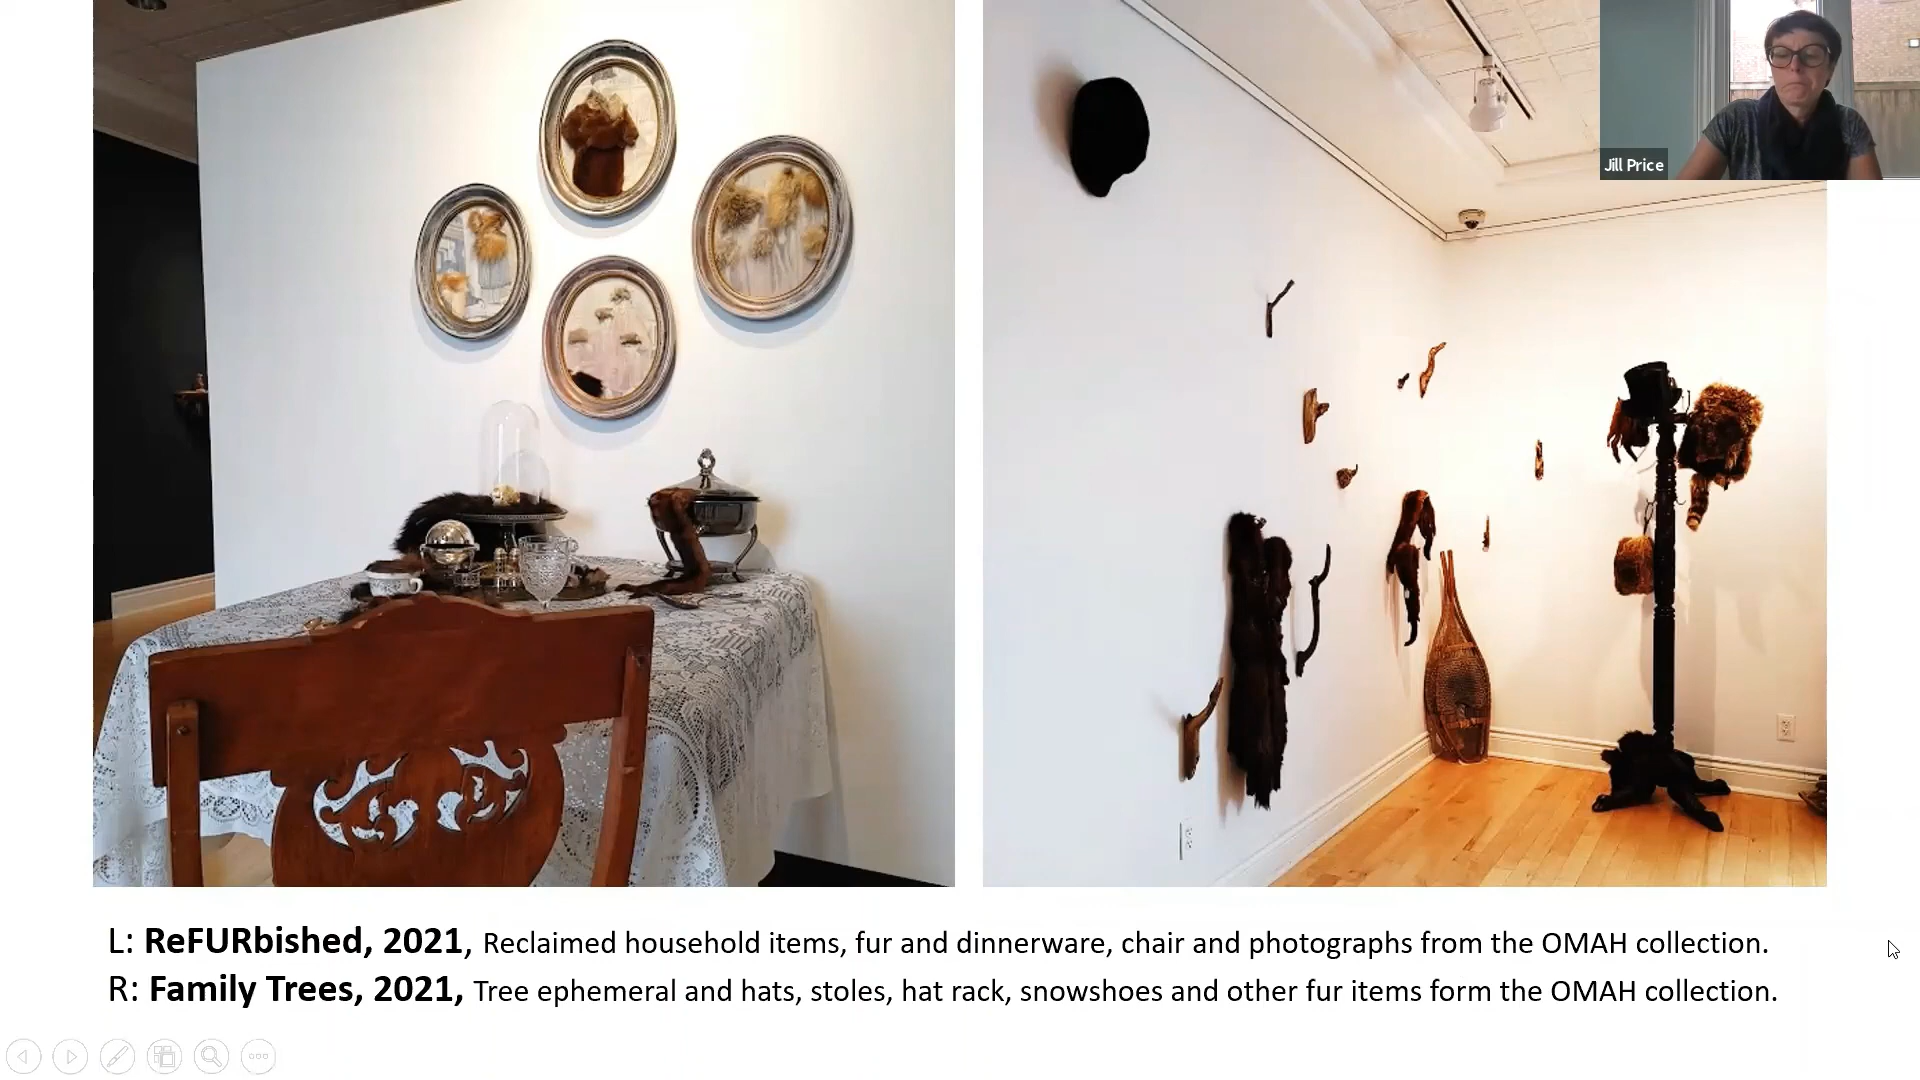 Jill Price
L: ReFURbished, 2021, Reclaimed household items, fur and dinnerware, chair and photographs from the OMAH collection.
R: Family Trees, 2021, Tree ephemeral and hats, stoles, hat rack, snowshoes and other fur items form the OMAH collection.